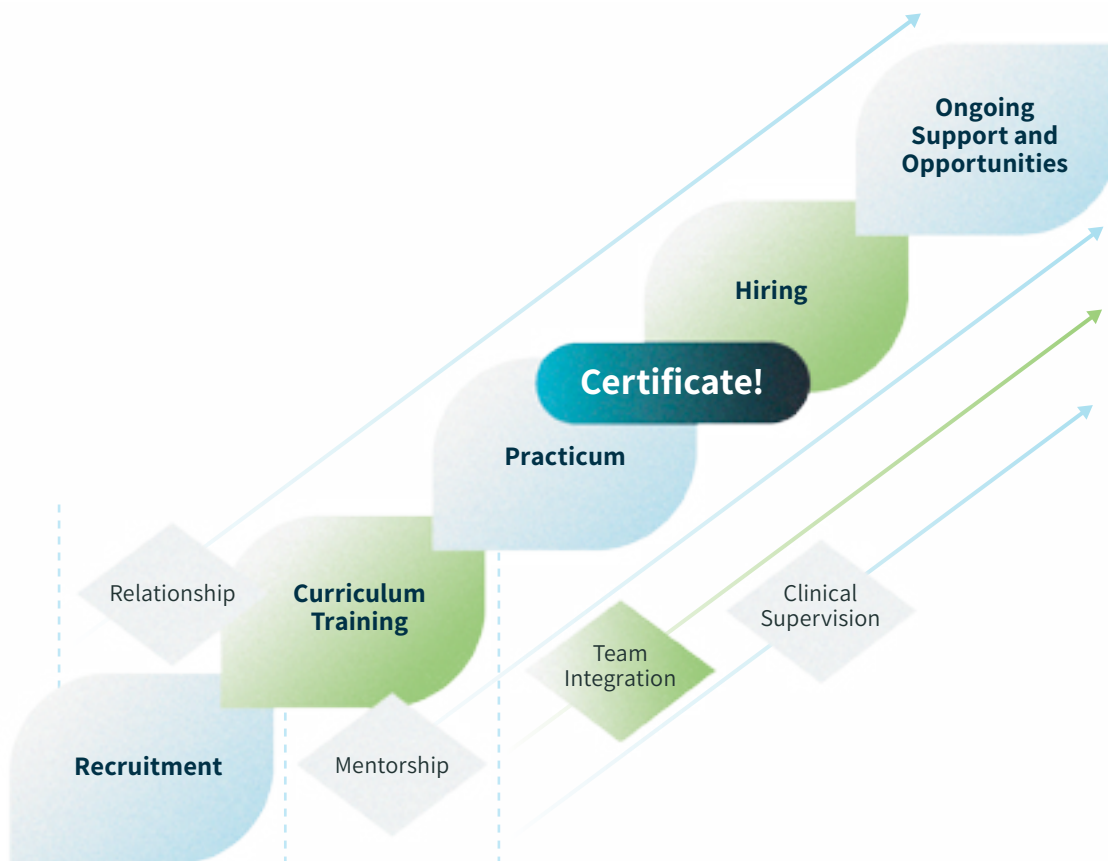 Ongoing
Support and
Opportunities
Hiring
Certificate!
Practicum
Relationship
Curriculum
Training
Clinical
Supervision
Team
Integration
Recruitment
Mentorship